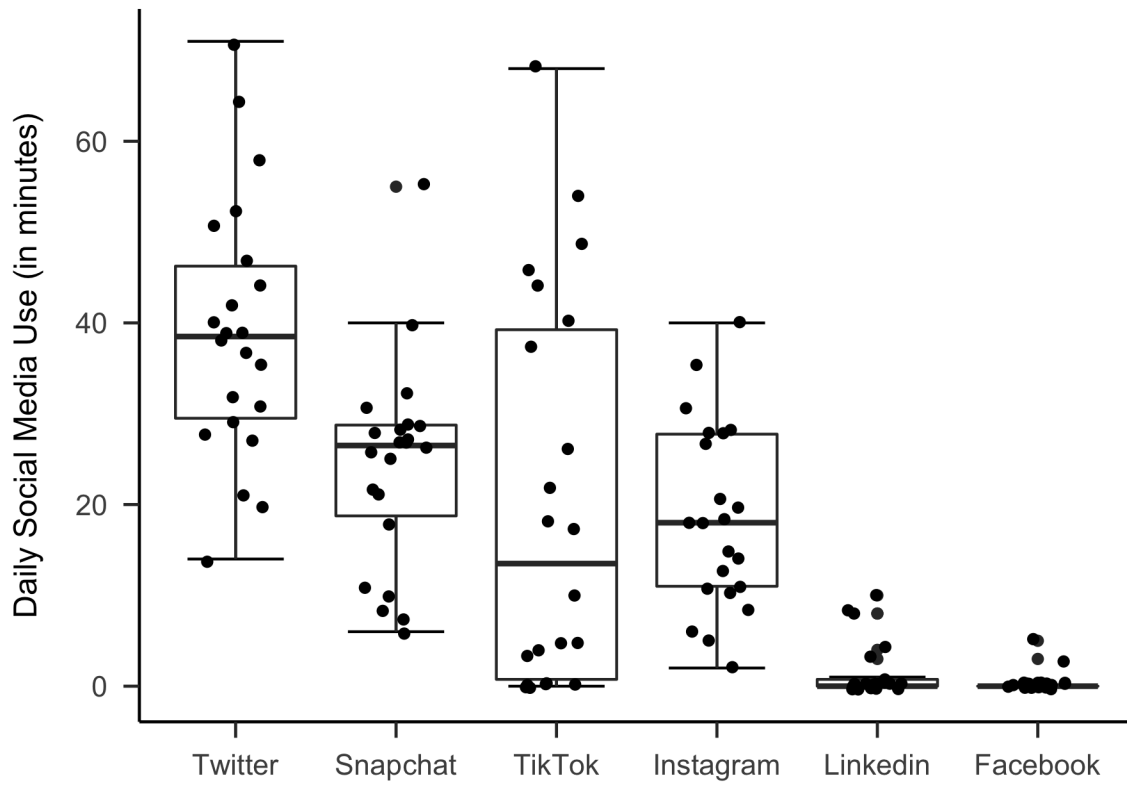 Daily Social Media Use (in minutes)
60
40
20
0
Twitter Snapchat TikTok Instagram Linkedin Facebook